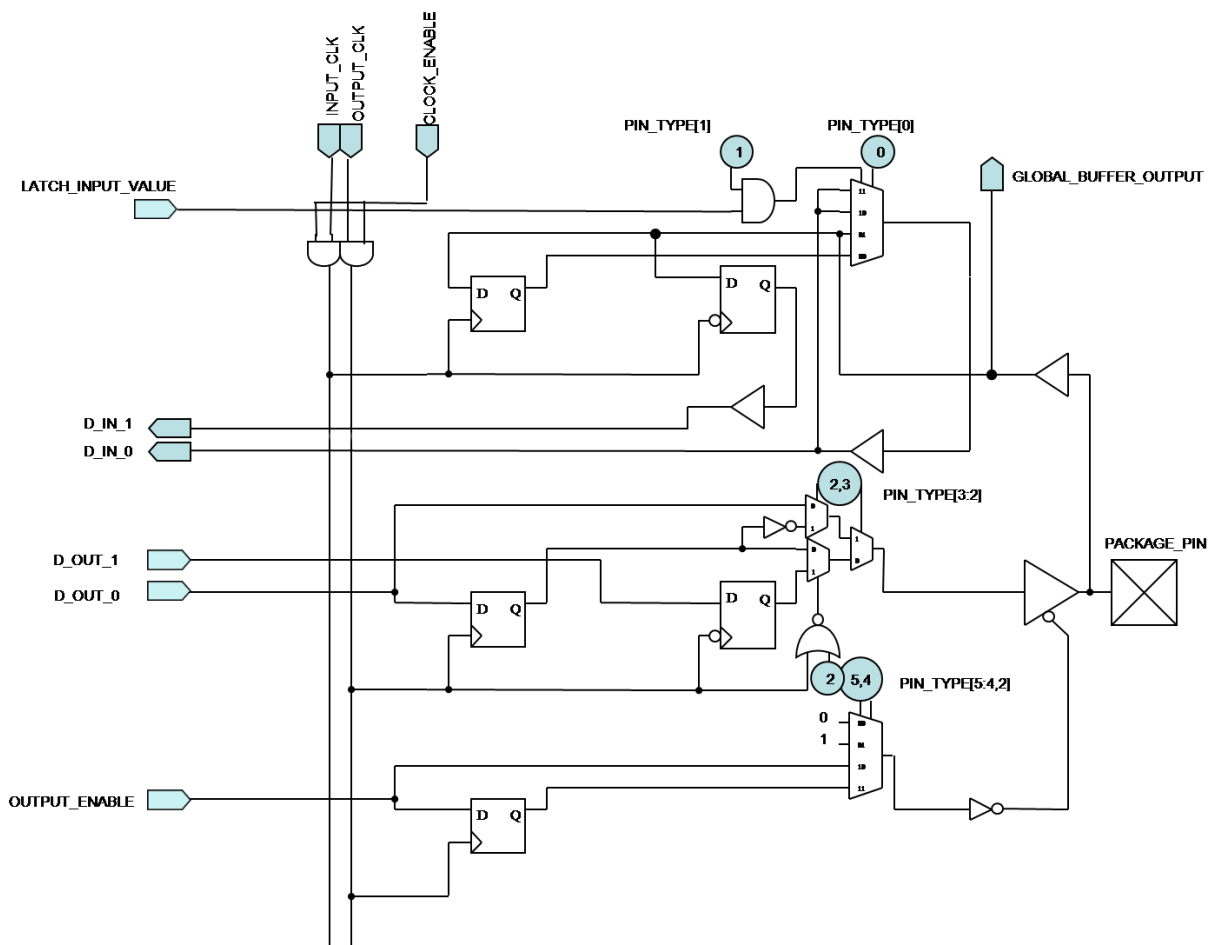 INPUT_CLK
OUTPUT_CLK
CLOCK_ENABLE
PIN_TYPE[1]
PIN_TYPE[0]
1
0
LATCH_INPUT_VALUE
GLOBAL_BUFFER_OUTPUT
11
10
01
00
D Q
D Q
D_IN_1
D_IN_0
2,3
PIN_TYPE[3:2]
0
1
1
0
0
1
D_OUT_1
D_OUT_0
PACKAGE_PIN
D Q
D Q
2
5,4
PIN_TYPE[5:4,2]
0
1
00
01
10
11
OUTPUT_ENABLE
D Q